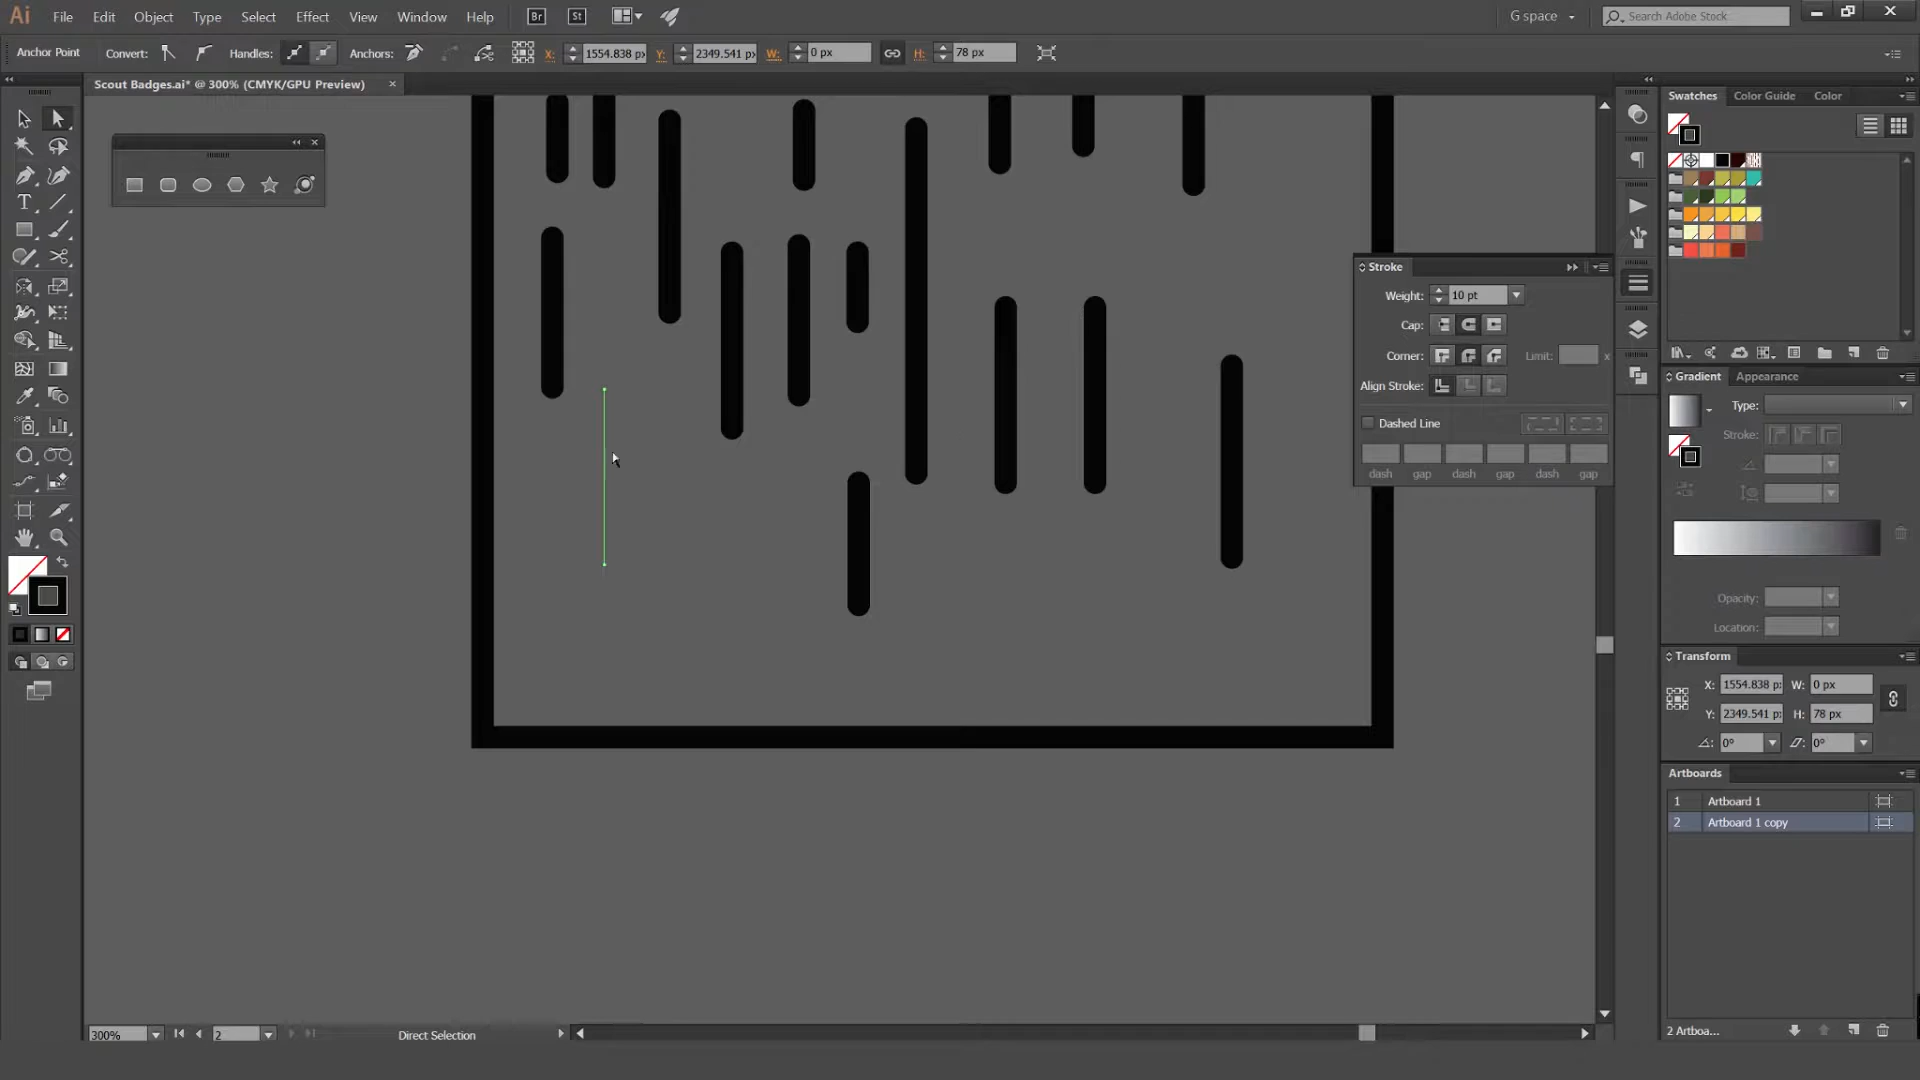 Ai File Edit Object Type Select Effect View Window Help Br St G space Search Adobe Stock
Anchor Point Convert: Handles: Anchors: X: 1554.838 px Y: 2349.541 px W: 0 px H: 78 px
Scout Badges.ai* @ 300% (CMYK/GPU Preview) ×
Swatches Color Guide Color
Stroke
Weight: 10 pt
Cap:
Corner: Limit: x
Align Stroke:
Dashed Line
dash gap dash gap dash gap
Gradient Appearance
Type:
Stroke:
Opacity:
Location:
Transform
X: 1554.838 p: W: 0 px
Y: 2349.541 p: H: 78 px
0° 0°
Artboards
1 Artboard 1
2 Artboard 1 copy
2 Artboa...
300% 2 Direct Selection